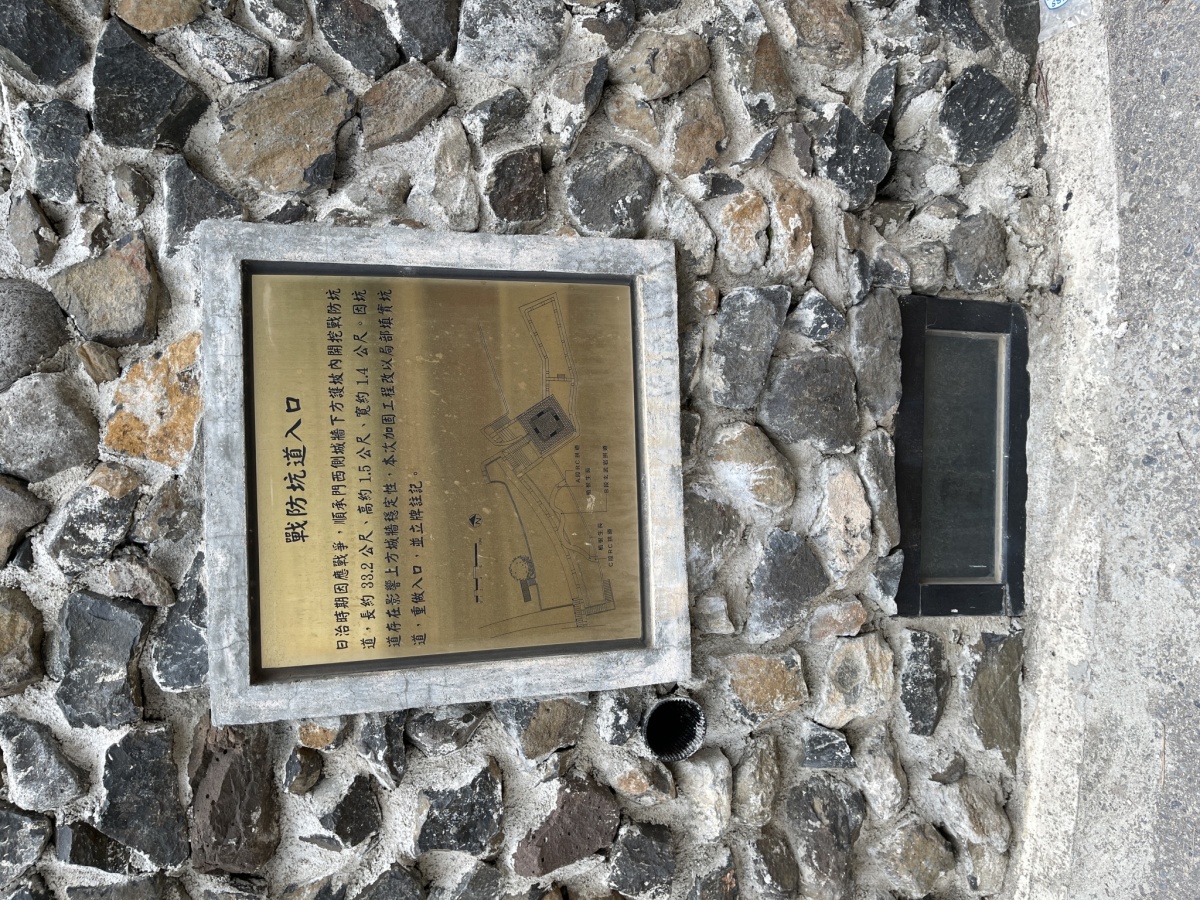 戰防坑道入口
日治時期因應戰爭，順承門西側城牆下方護坡內開挖戰防坑
道，長約 33.2 公尺、高約 1.5 公尺、寬約 1.4 公尺。因坑
道存在影響上方城牆穩定性，本次加固工程改以局部填實坑
道，重做入口，並立牌註記。